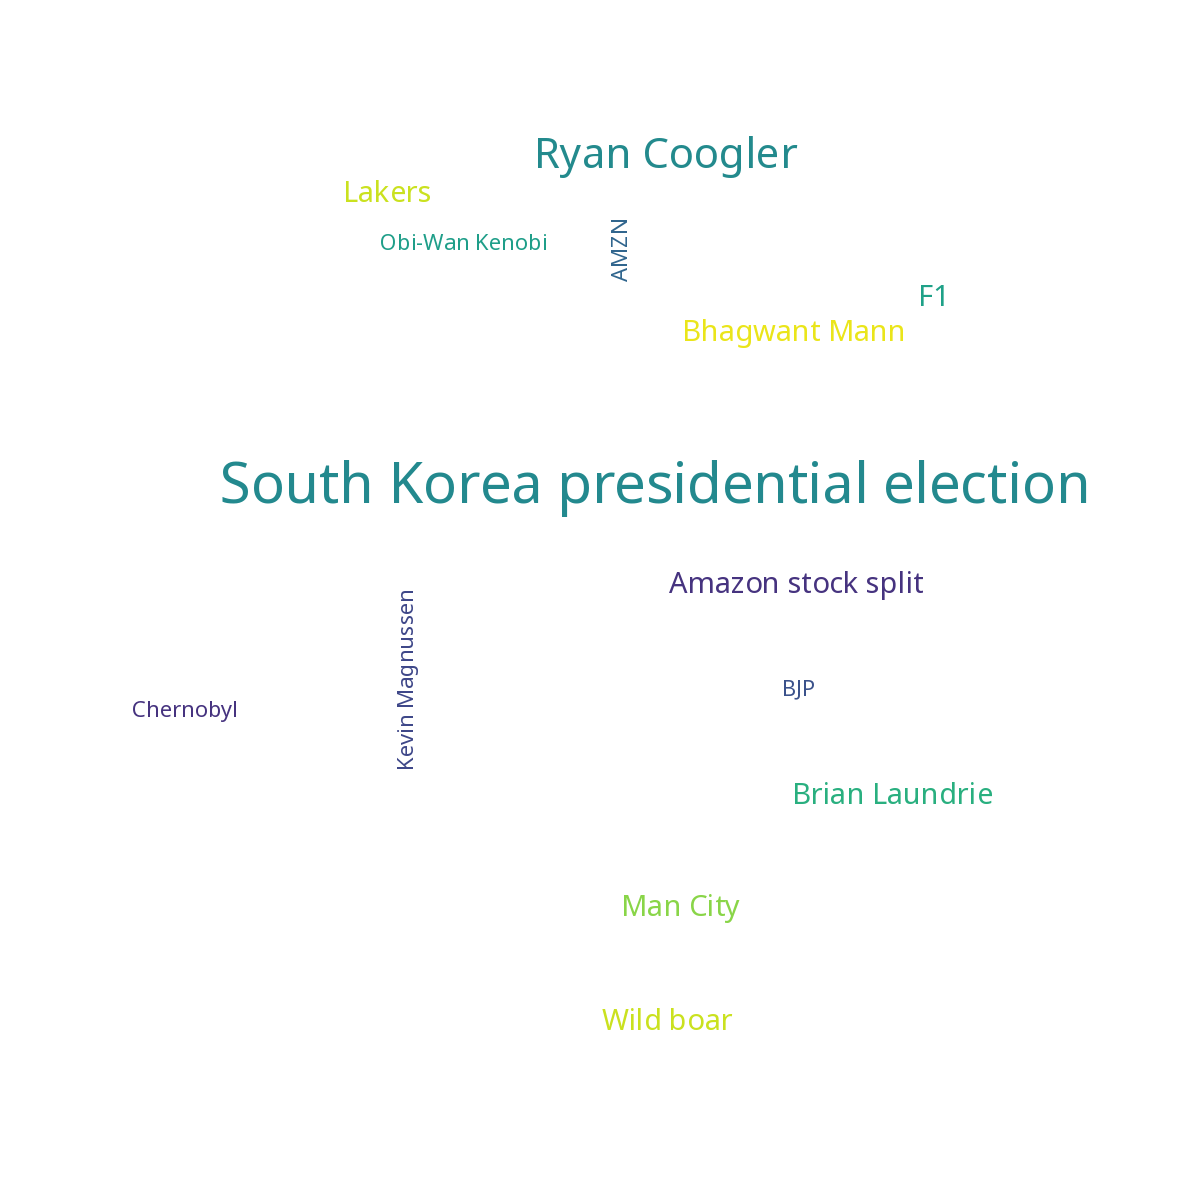 Ryan Coogler
Lakers
Obi-Wan Kenobi
AMZN
F1
Bhagwant Mann
South Korea presidential election
Amazon stock split
Kevin Magnussen
BJP
Chernobyl
Brian Laundrie
Man City
Wild boar